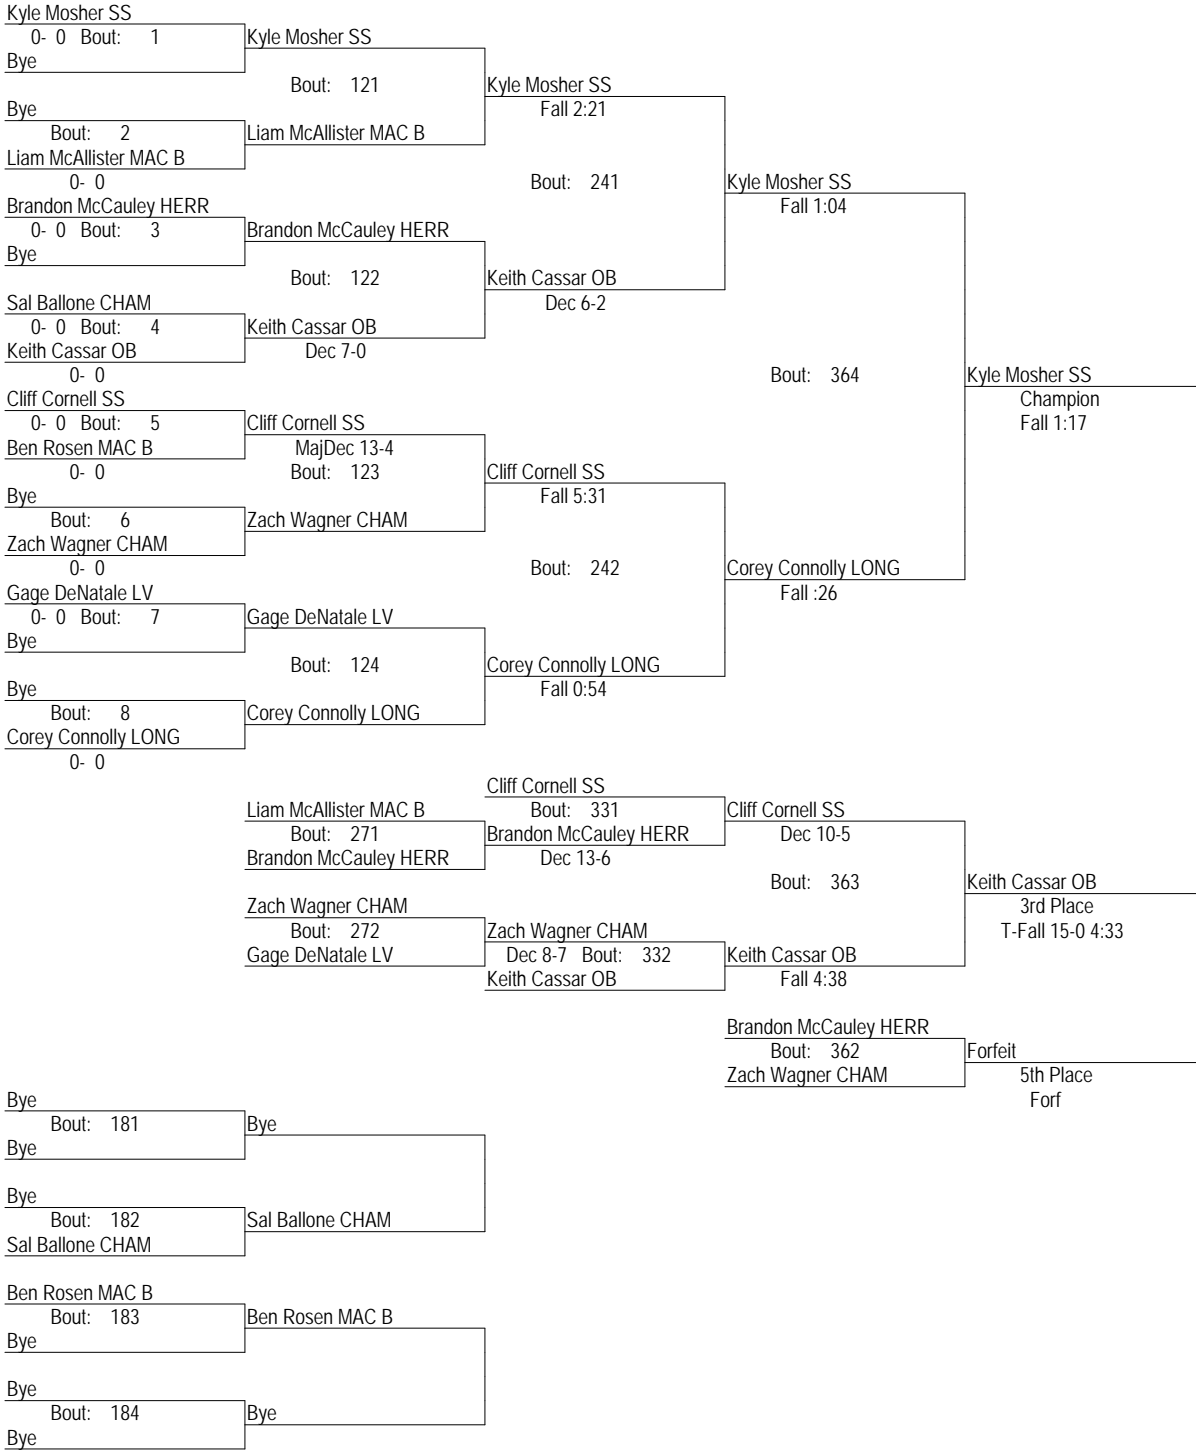 Kyle Mosher SS
0- 0 Bout: 1 Kyle Mosher SS
Bye
Bout: 121 Kyle Mosher SS
Bye Fall 2:21
Bout: 2 Liam McAllister MAC B
Liam McAllister MAC B
0- 0 Bout: 241 Kyle Mosher SS
Brandon McCauley HERR Fall 1:04
0- 0 Bout: 3 Brandon McCauley HERR
Bye
Bout: 122 Keith Cassar OB
Sal Ballone CHAM Dec 6-2
0- 0 Bout: 4 Keith Cassar OB
Keith Cassar OB Dec 7-0
0- 0 Bout: 364 Kyle Mosher SS
Cliff Cornell SS Champion
0- 0 Bout: 5 Cliff Cornell SS Fall 1:17
Ben Rosen MAC B MajDec 13-4
0- 0 Bout: 123 Cliff Cornell SS
Bye Fall 5:31
Bout: 6 Zach Wagner CHAM
Zach Wagner CHAM
0- 0 Bout: 242 Corey Connolly LONG
Gage DeNatale LV Fall :26
0- 0 Bout: 7 Gage DeNatale LV
Bye
Bout: 124 Corey Connolly LONG
Bye Fall 0:54
Bout: 8 Corey Connolly LONG
Corey Connolly LONG
0- 0
Cliff Cornell SS
Liam McAllister MAC B Bout: 331 Cliff Cornell SS
Bout: 271 Brandon McCauley HERR Dec 10-5
Brandon McCauley HERR Dec 13-6
Bout: 363 Keith Cassar OB
Zach Wagner CHAM 3rd Place
Bout: 272 Zach Wagner CHAM T-Fall 15-0 4:33
Gage DeNatale LV Dec 8-7 Bout: 332 Keith Cassar OB
Keith Cassar OB Fall 4:38
Brandon McCauley HERR
Bout: 362 Forfeit
Zach Wagner CHAM 5th Place
Bye Forf
Bout: 181 Bye
Bye
Bye
Bout: 182 Sal Ballone CHAM
Sal Ballone CHAM
Ben Rosen MAC B
Bout: 183 Ben Rosen MAC B
Bye
Bye
Bout: 184 Bye
Bye